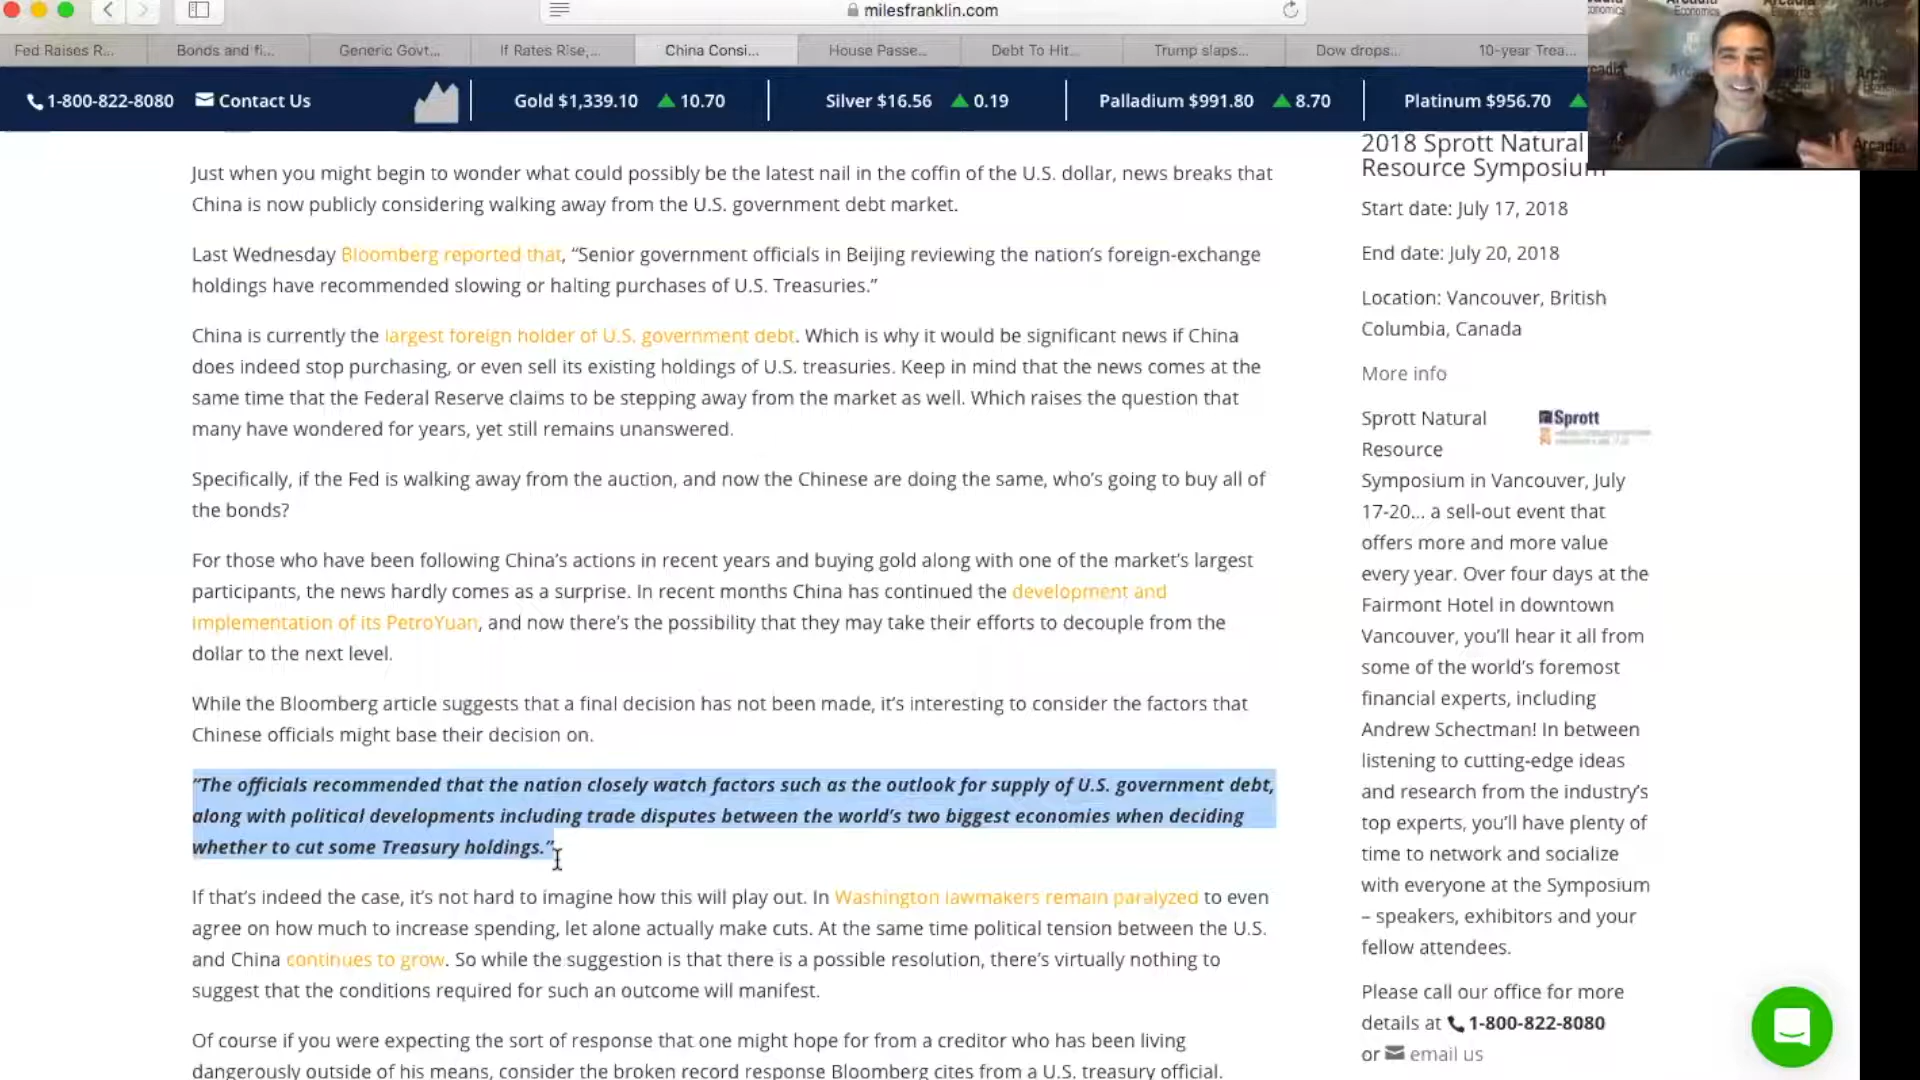 milesfranklin.com
Fed Raises R...
Bonds and fi...
Generic Govt...
If Rates Rise,...
China Consi...
House Passe...
Debt To Hit...
Trump slaps...
Dow drops...
10-year Trea...
1-800-822-8080
Contact Us
Gold $1,339.10 ▲ 10.70
Silver $16.56 ▲ 0.19
Palladium $991.80 ▲ 8.70
Platinum $956.70 ▲
Just when you might begin to wonder what could possibly be the latest nail in the coffin of the U.S. dollar, news breaks that
China is now publicly considering walking away from the U.S. government debt market.
Last Wednesday Bloomberg reported that, “Senior government officials in Beijing reviewing the nation’s foreign-exchange
holdings have recommended slowing or halting purchases of U.S. Treasuries.”
China is currently the largest foreign holder of U.S. government debt. Which is why it would be significant news if China
does indeed stop purchasing, or even sell its existing holdings of U.S. treasuries. Keep in mind that the news comes at the
same time that the Federal Reserve claims to be stepping away from the market as well. Which raises the question that
many have wondered for years, yet still remains unanswered.
Specifically, if the Fed is walking away from the auction, and now the Chinese are doing the same, who’s going to buy all of
the bonds?
For those who have been following China’s actions in recent years and buying gold along with one of the market’s largest
participants, the news hardly comes as a surprise. In recent months China has continued the development and
implementation of its PetroYuan, and now there’s the possibility that they may take their efforts to decouple from the
dollar to the next level.
While the Bloomberg article suggests that a final decision has not been made, it’s interesting to consider the factors that
Chinese officials might base their decision on.
“The officials recommended that the nation closely watch factors such as the outlook for supply of U.S. government debt,
along with political developments including trade disputes between the world’s two biggest economies when deciding
whether to cut some Treasury holdings.”
If that’s indeed the case, it’s not hard to imagine how this will play out. In Washington lawmakers remain paralyzed to even
agree on how much to increase spending, let alone actually make cuts. At the same time political tension between the U.S.
and China continues to grow. So while the suggestion is that there is a possible resolution, there’s virtually nothing to
suggest that the conditions required for such an outcome will manifest.
Of course if you were expecting the sort of response that one might hope for from a creditor who has been living
dangerously outside of his means, consider the broken record response Bloomberg cites from a U.S. treasury official.
2018 Sprott Natural
Resource Symposium
Start date: July 17, 2018
End date: July 20, 2018
Location: Vancouver, British
Columbia, Canada
More info
Sprott Natural
Resource
Sprott
Symposium in Vancouver, July
17-20... a sell-out event that
offers more and more value
every year. Over four days at the
Fairmont Hotel in downtown
Vancouver, you’ll hear it all from
some of the world’s foremost
financial experts, including
Andrew Schectman! In between
listening to cutting-edge ideas
and research from the industry’s
top experts, you’ll have plenty of
time to network and socialize
with everyone at the Symposium
– speakers, exhibitors and your
fellow attendees.
Please call our office for more
details at 1-800-822-8080
or email us